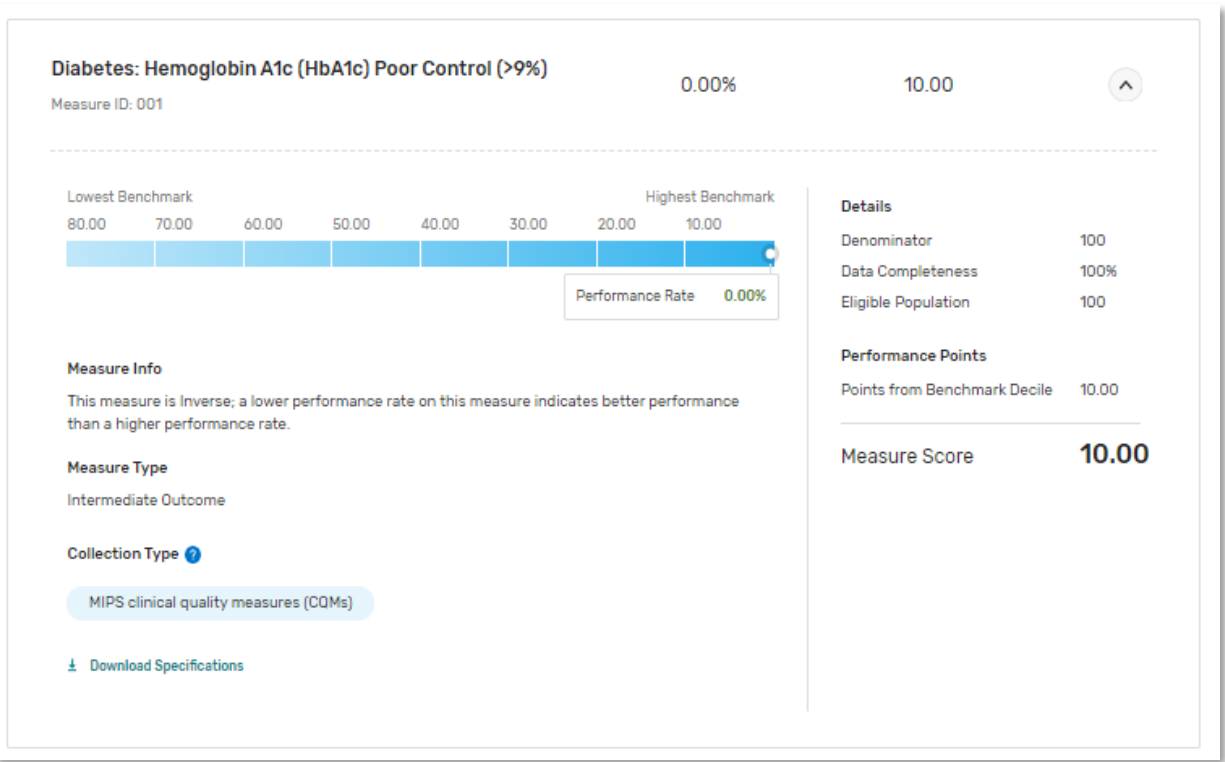 Diabetes: Hemoglobin A1c (HbA1c) Poor Control (>9%)
0.00%
10.00
Measure ID: 001
Lowest Benchmark
Highest Benchmark
80.00 70.00 60.00 50.00 40.00 30.00 20.00 10.00
Performance Rate 0.00%
Measure Info
This measure is Inverse; a lower performance rate on this measure indicates better performance
than a higher performance rate.
Measure Type
Intermediate Outcome
Collection Type ?
MIPS clinical quality measures (CQMs)
Download Specifications
Details
Denominator 100
Data Completeness 100%
Eligible Population 100
Performance Points
Points from Benchmark Decile 10.00
Measure Score 10.00